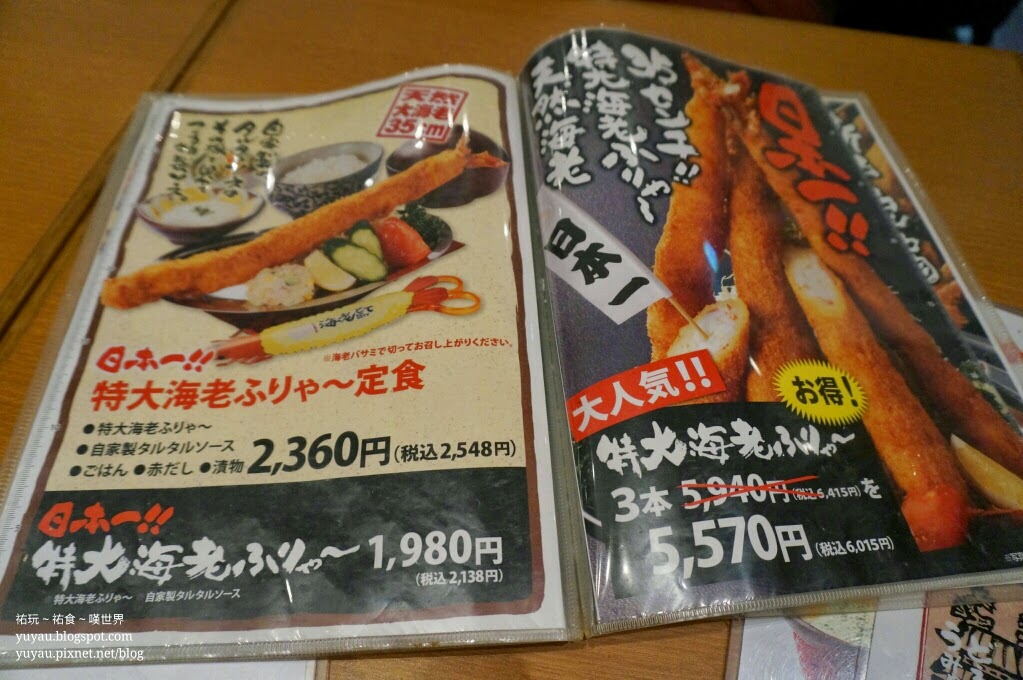 天然
大海老
35cm
海老
※海老バサミで切ってお召し上がりください。
日本一!!
特大海老ふりゃ〜定食
●特大海老ふりゃ〜
●自家製タルタルソース
●ごはん ●赤だし ●漬物
2,360円(税込2,548円)
日本一!!
特大海老ふりゃ〜 1,980円
(税込2,138円)
特大海老ふりゃ〜 自家製タルタルソース
35センチ!!
特大海老ふりゃ〜
天然海老
日本一!!
日本一
大人気!!
お得!
特大海老ふりゃ〜
3本 5,940円(税込6,415円)を
5,570円(税込6,015円)
祐玩 ~ 祐食 ~ 嘆世界
yuyau.blogspot.com
yuyau.pixnet.net/blog